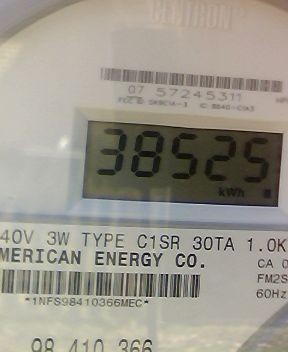 CENTRON®
07 57245311
38525
kWh
40V 3W TYPE C1SR 30TA 1.0K
MERICAN ENERGY CO.
CA 0
FM2S
60Hz
*1NFS98410366MEC*
98 410 366